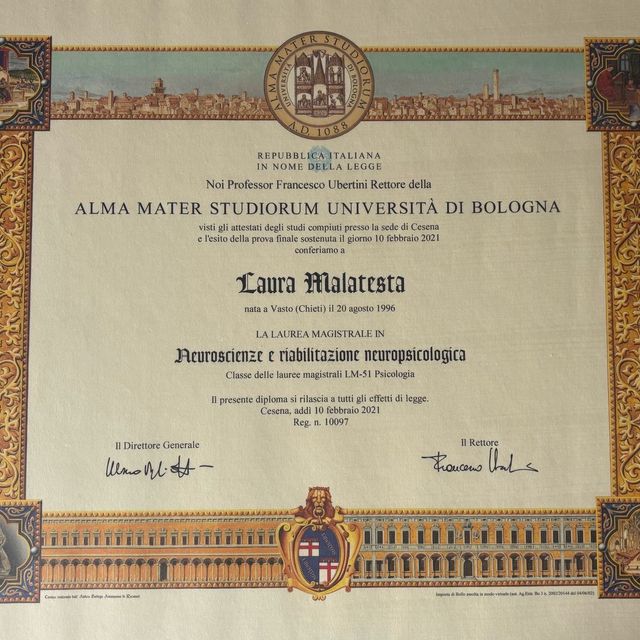 ALMA MATER STUDIORUM
UNIVERSITÀ DI BOLOGNA
A.D. 1088
REPUBBLICA ITALIANA
IN NOME DELLA LEGGE
Noi Professor Francesco Ubertini Rettore della
ALMA MATER STUDIORUM UNIVERSITÀ DI BOLOGNA
visti gli attestati degli studi compiuti presso la sede di Cesena
e l'esito della prova finale sostenuta il giorno 10 febbraio 2021
conferiamo a
Laura Malatesta
nata a Vasto (Chieti) il 20 agosto 1996
LA LAUREA MAGISTRALE IN
Neuroscienze e riabilitazione neuropsicologica
Classe delle lauree magistrali LM-51 Psicologia
Il presente diploma si rilascia a tutti gli effetti di legge.
Cesena, addì 10 febbraio 2021
Reg. n. 10097
Il Direttore Generale
Il Rettore
Francesco